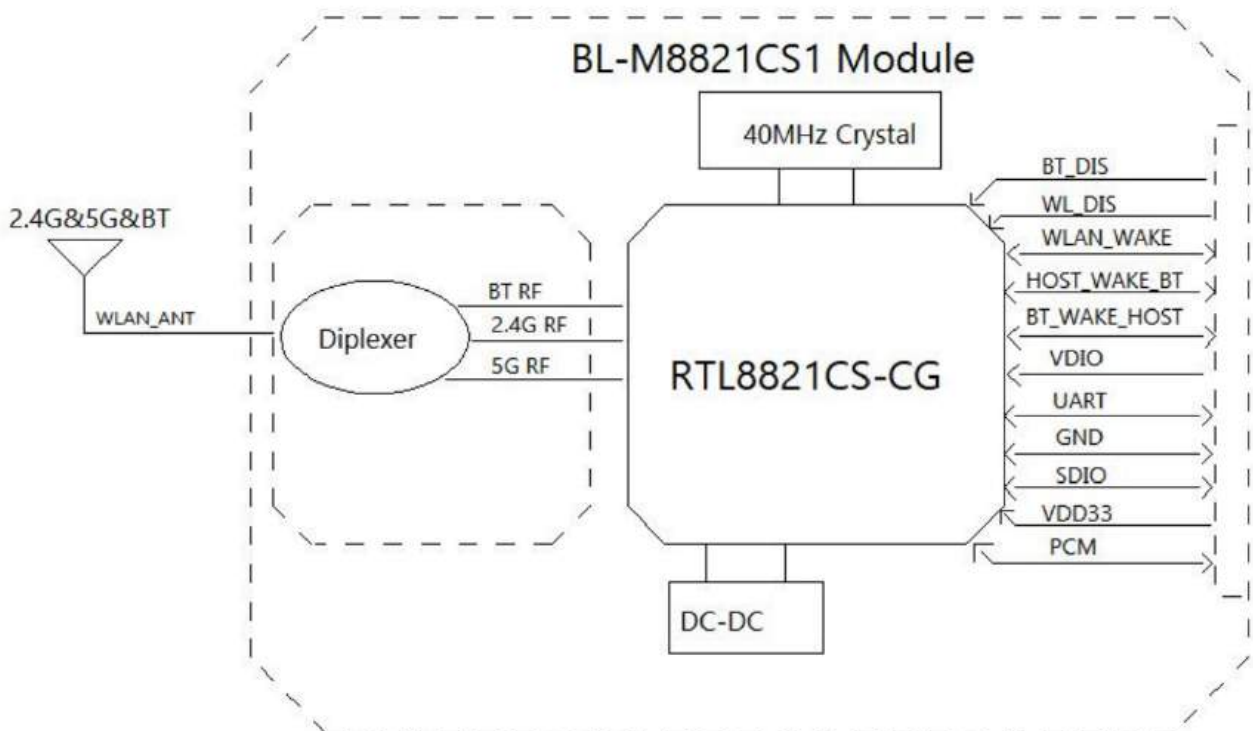 BL-M8821CS1 Module
40MHz Crystal
2.4G&5G&BT
WLAN_ANT
Diplexer
BT RF
2.4G RF
5G RF
RTL8821CS-CG
BT_DIS
WL_DIS
WLAN_WAKE
HOST_WAKE_BT
BT_WAKE_HOST
VDIO
UART
GND
SDIO
VDD33
PCM
DC-DC